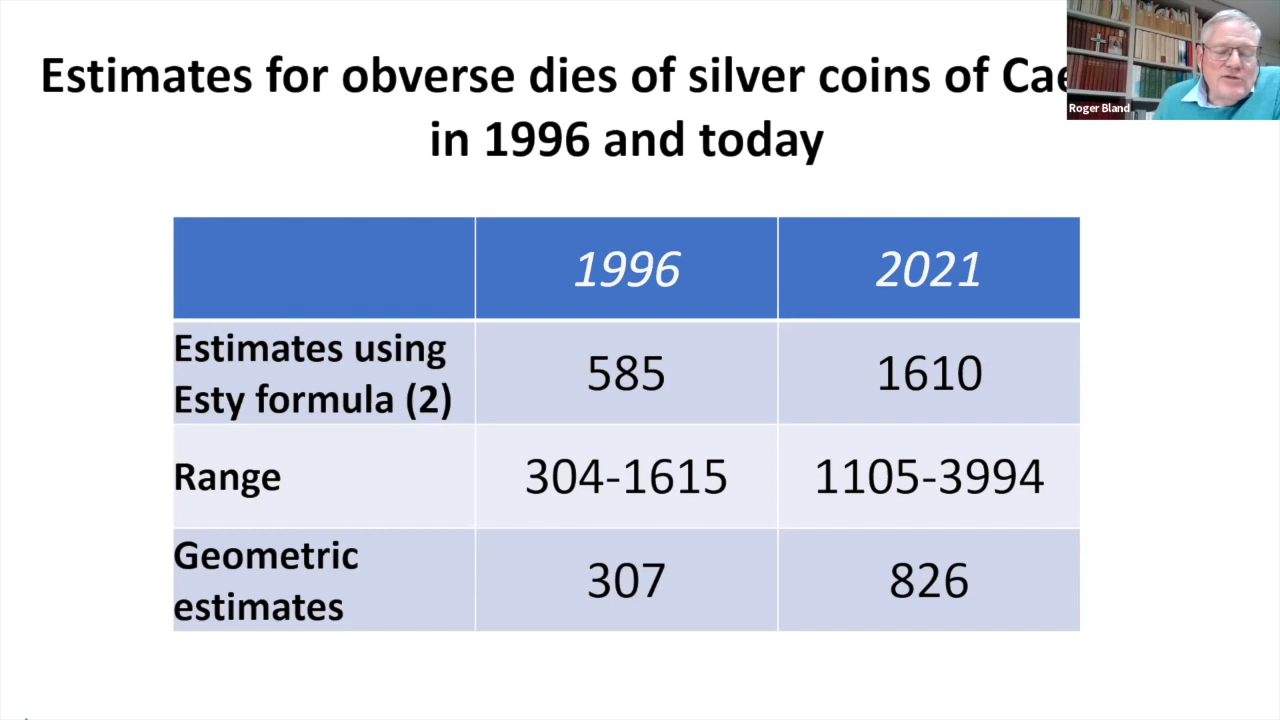 Estimates for obverse dies of silver coins of Cae
in 1996 and today
Roger Bland
1996 2021
Estimates using
Esty formula (2)
585 1610
Range 304-1615 1105-3994
Geometric
estimates
307 826